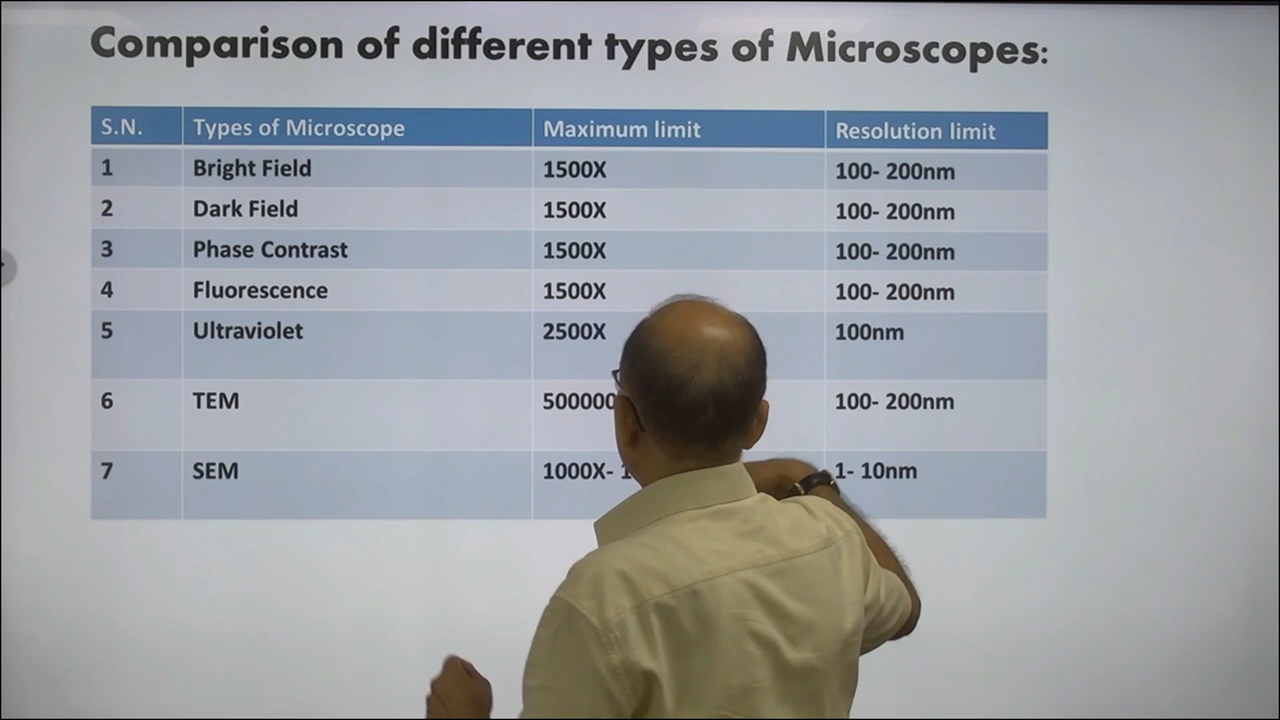 Comparison of different types of Microscopes:
S.N. Types of Microscope Maximum limit Resolution limit
1 Bright Field 1500X 100- 200nm
2 Dark Field 1500X 100- 200nm
3 Phase Contrast 1500X 100- 200nm
4 Fluorescence 1500X 100- 200nm
5 Ultraviolet 2500X 100nm
6 TEM 500000 100- 200nm
7 SEM 1000X- 1- 10nm